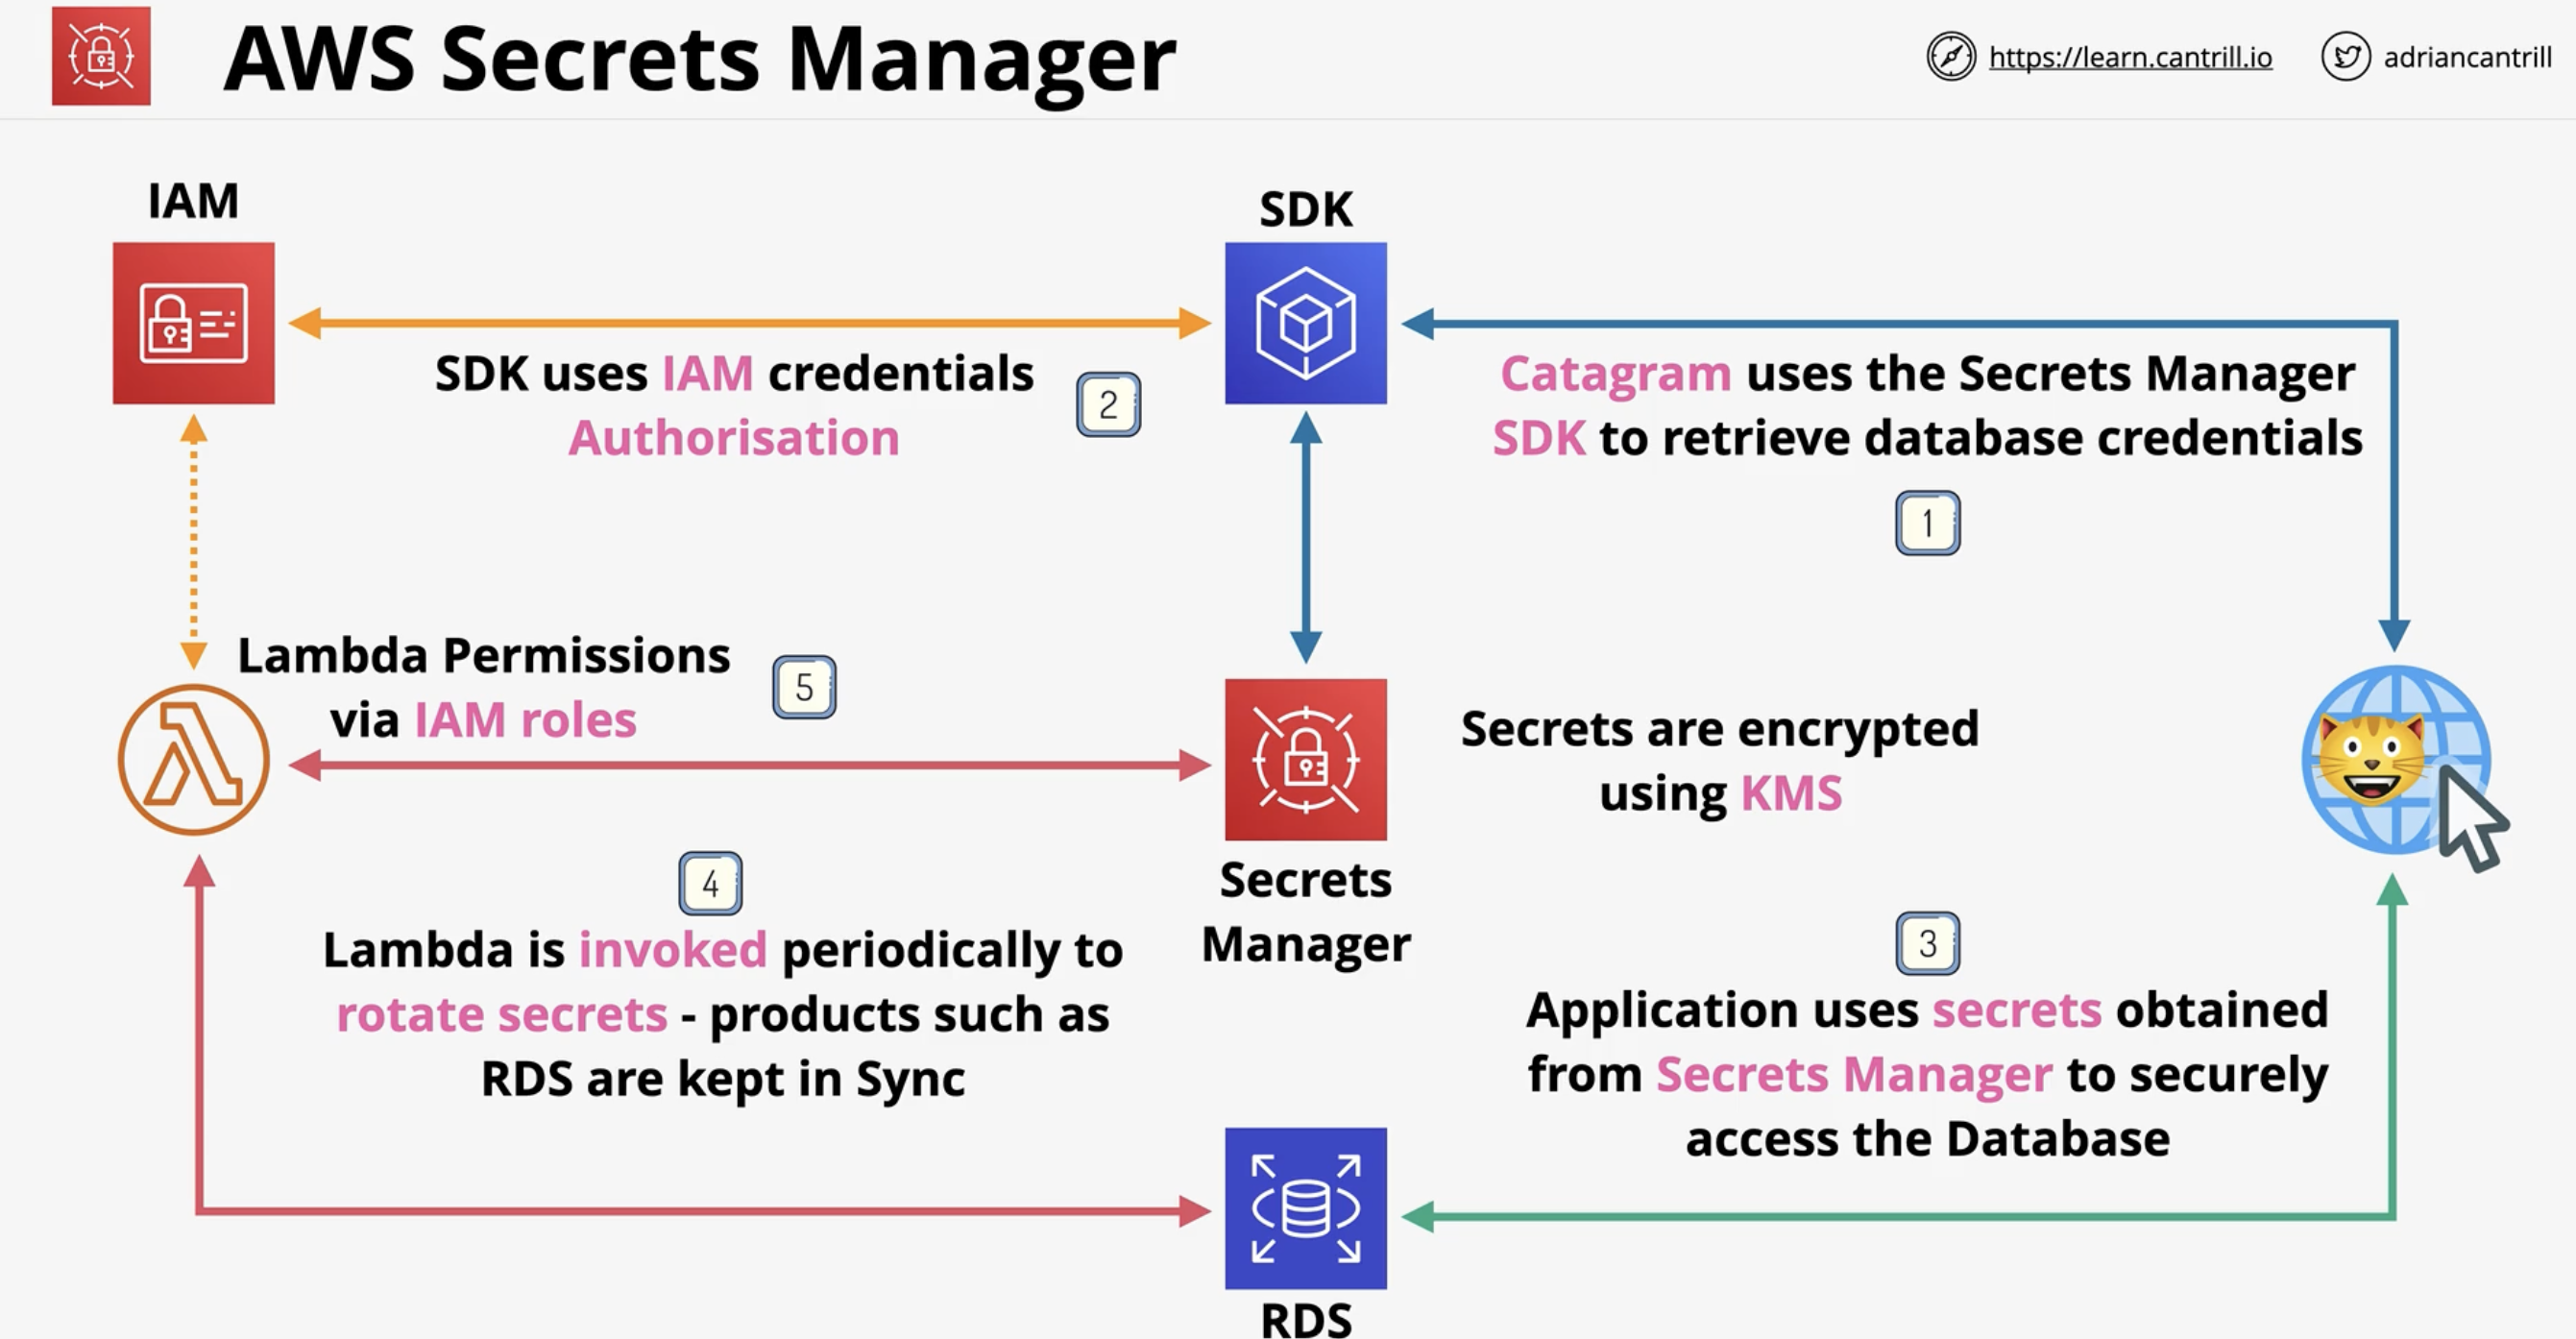 AWS Secrets Manager
https://learn.cantrill.io
adriancantrill
IAM
SDK
SDK uses IAM credentials
Authorisation
2
Catagram uses the Secrets Manager
SDK to retrieve database credentials
1
Lambda Permissions
via IAM roles
5
Secrets are encrypted
using KMS
Secrets
Manager
4
Lambda is invoked periodically to
rotate secrets - products such as
RDS are kept in Sync
3
Application uses secrets obtained
from Secrets Manager to securely
access the Database
RDS